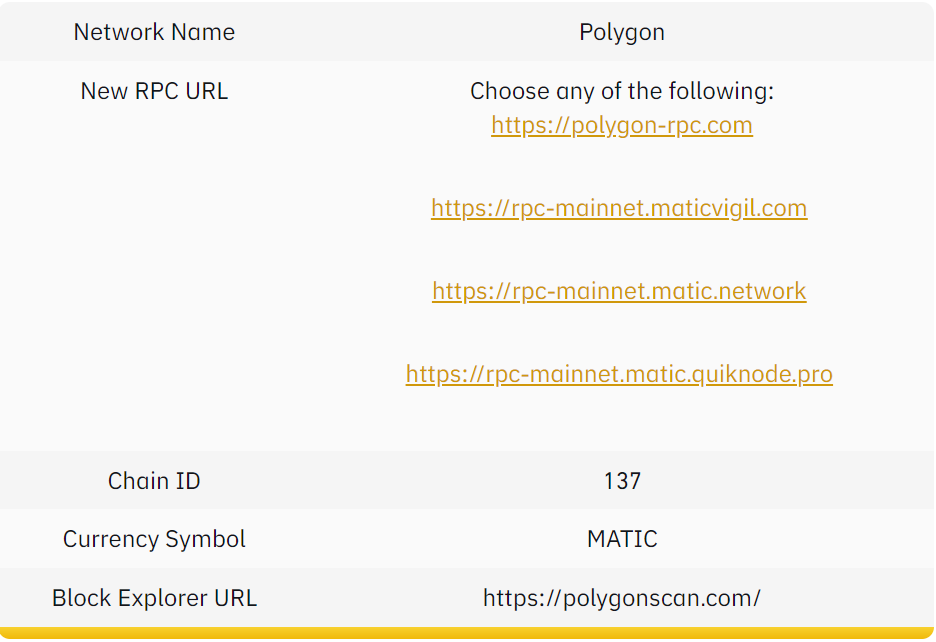 Network Name Polygon
New RPC URL Choose any of the following:
https://polygon-rpc.com
https://rpc-mainnet.maticvigil.com
https://rpc-mainnet.matic.network
https://rpc-mainnet.matic.quiknode.pro
Chain ID 137
Currency Symbol MATIC
Block Explorer URL https://polygonscan.com/